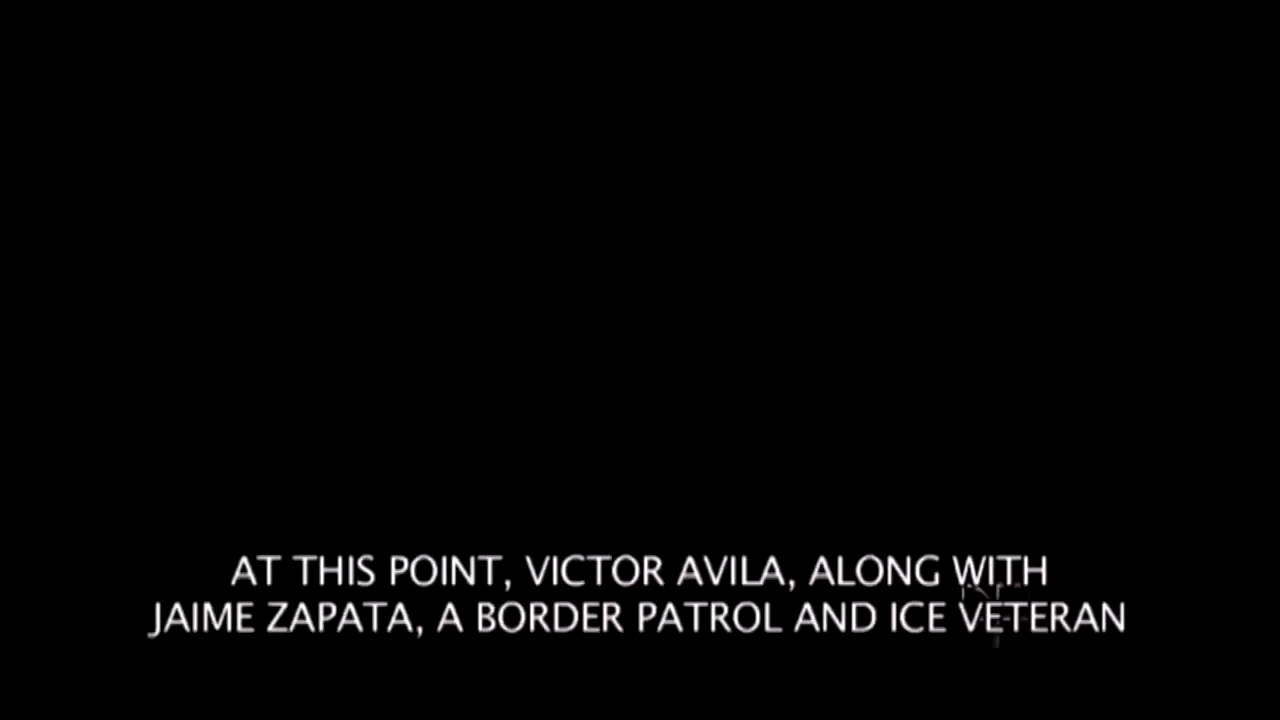 AT THIS POINT, VICTOR AVILA, ALONG WITH
JAIME ZAPATA, A BORDER PATROL AND ICE VETERAN